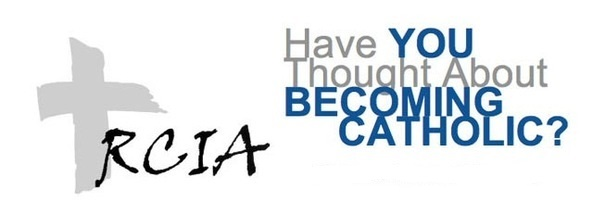 RCIA
Have YOU
Thought About
BECOMING
CATHOLIC?